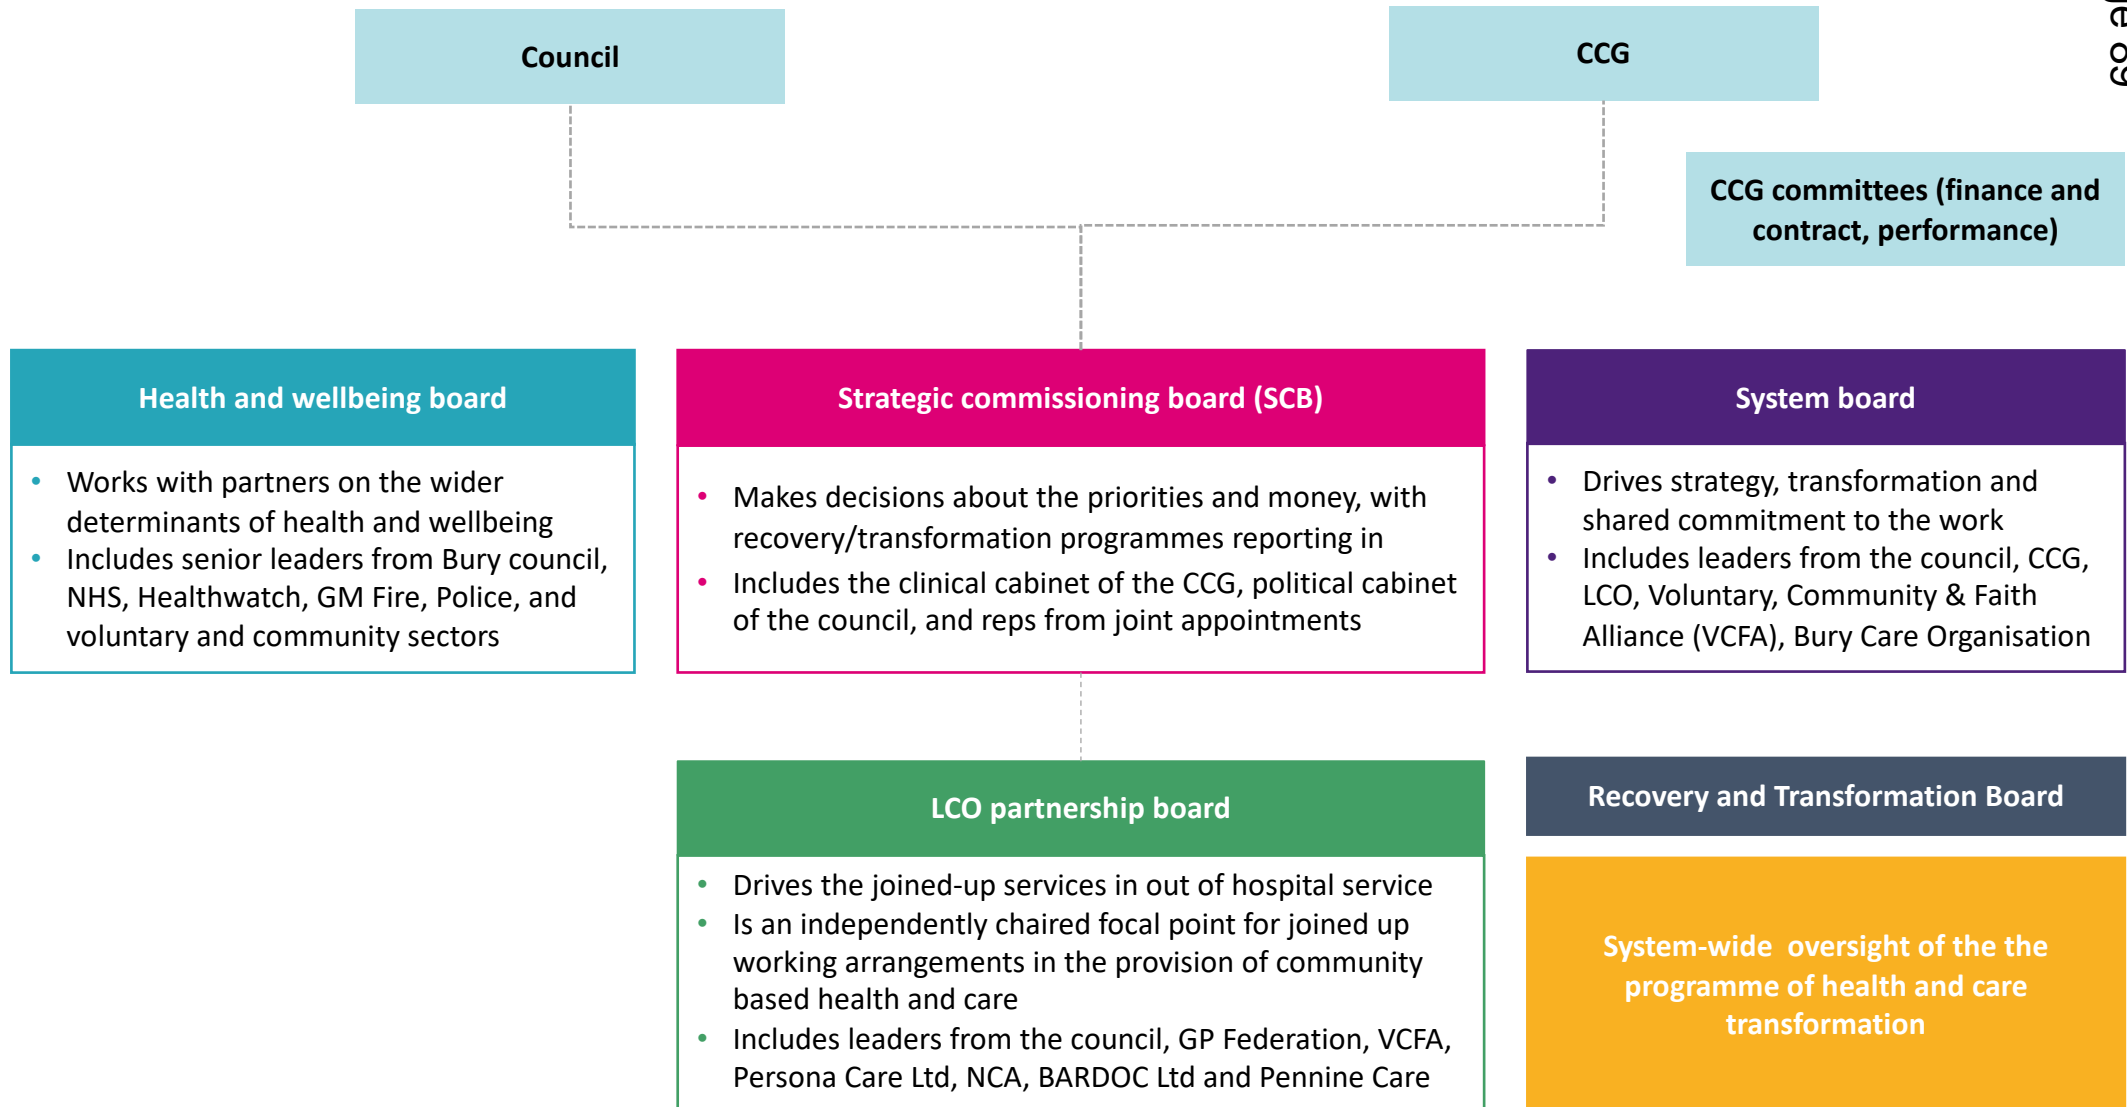 Council
CCG
ge 89
CCG committees (finance and
contract, performance)
Health and wellbeing board
• Works with partners on the wider
determinants of health and wellbeing
• Includes senior leaders from Bury council,
NHS, Healthwatch, GM Fire, Police, and
voluntary and community sectors
Strategic commissioning board (SCB)
• Makes decisions about the priorities and money, with
recovery/transformation programmes reporting in
• Includes the clinical cabinet of the CCG, political cabinet
of the council, and reps from joint appointments
System board
• Drives strategy, transformation and
shared commitment to the work
• Includes leaders from the council, CCG,
LCO, Voluntary, Community & Faith
Alliance (VCFA), Bury Care Organisation
LCO partnership board
• Drives the joined-up services in out of hospital service
• Is an independently chaired focal point for joined up
working arrangements in the provision of community
based health and care
• Includes leaders from the council, GP Federation, VCFA,
Persona Care Ltd, NCA, BARDOC Ltd and Pennine Care
Recovery and Transformation Board
System-wide oversight of the the
programme of health and care
transformation